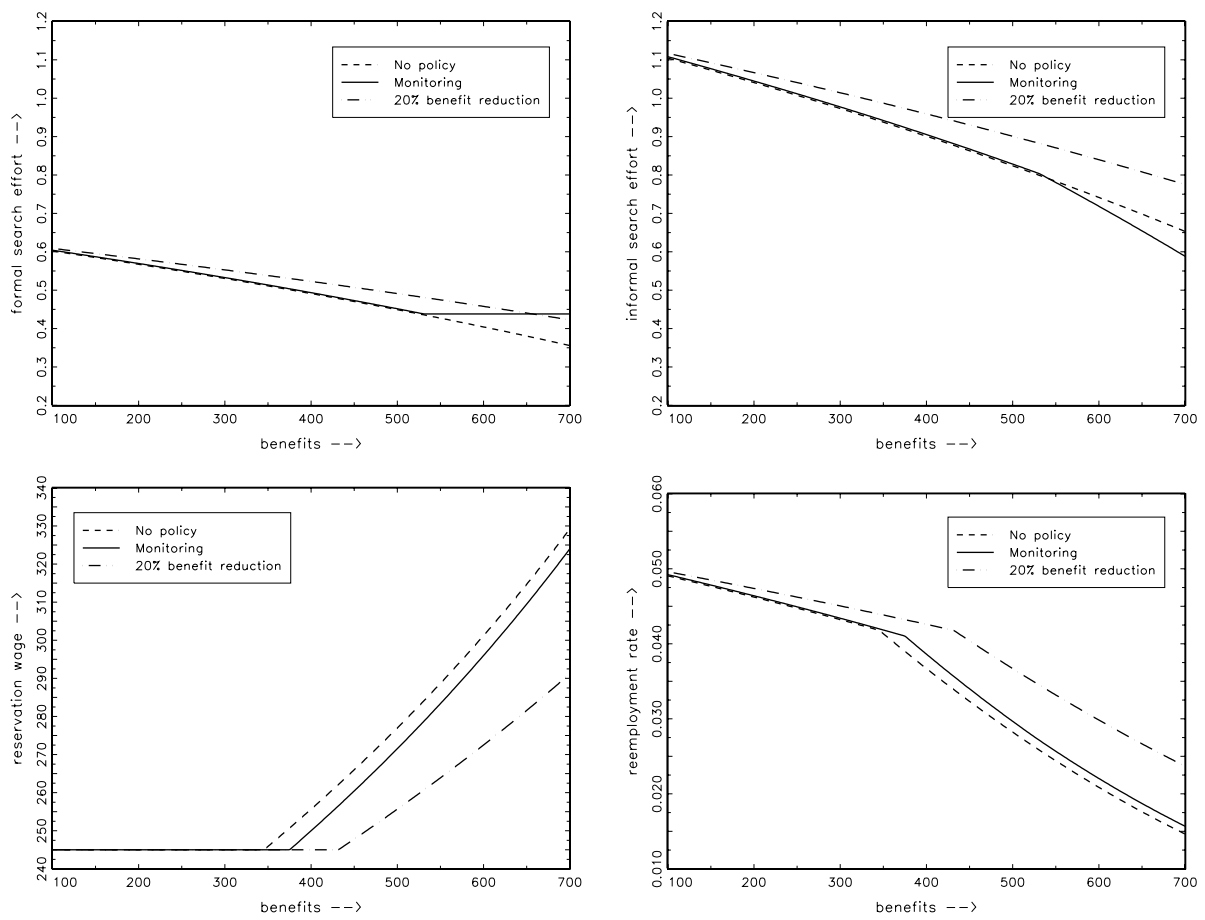 1.2
1.1
1.0
0.9
0.8
0.7
0.6
0.5
0.4
0.3
0.2
formal search effort -->
No policy
Monitoring
20% benefit reduction
100 200 300 400 500 600 700
benefits -->
1.2
1.1
1.0
0.9
0.8
0.7
0.6
0.5
0.4
0.3
0.2
informal search effort -->
No policy
Monitoring
20% benefit reduction
100 200 300 400 500 600 700
benefits -->
340
330
320
310
300
290
280
270
260
250
240
reservation wage -->
No policy
Monitoring
20% benefit reduction
100 200 300 400 500 600 700
benefits -->
0.060
0.050
0.040
0.030
0.020
0.010
reemployment rate -->
No policy
Monitoring
20% benefit reduction
100 200 300 400 500 600 700
benefits -->